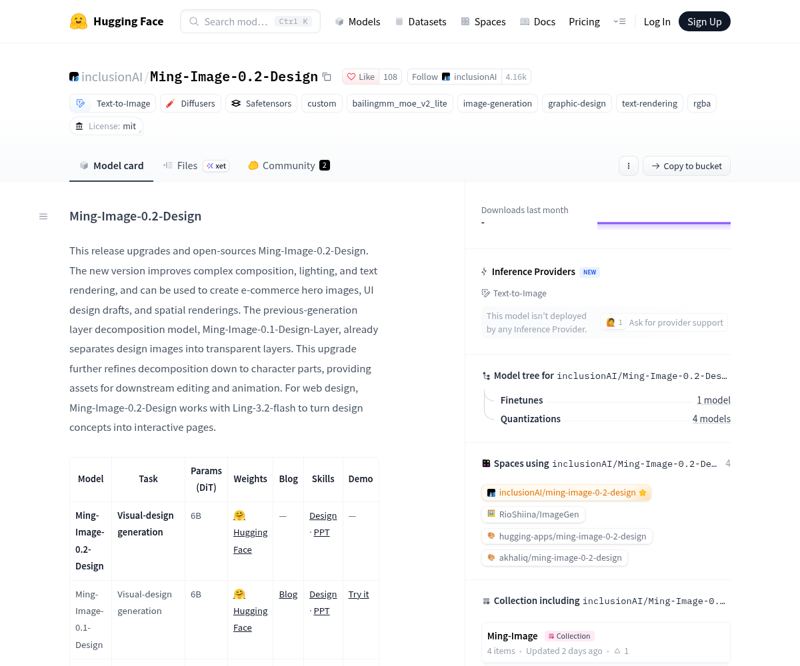 Hugging Face
Search mod...
Ctrl K
Models
Datasets
Spaces
Docs
Pricing
Log In
Sign Up
inclusionAI/Ming-Image-0.2-Design
Like 108
Follow inclusionAI 4.16k
Text-to-Image
Diffusers
Safetensors
custom
bailingmm_moe_v2_lite
image-generation
graphic-design
text-rendering
rgba
License: mit
Model card
Files
xet
Community 2
Copy to bucket
Ming-Image-0.2-Design
This release upgrades and open-sources Ming-Image-0.2-Design.
The new version improves complex composition, lighting, and text
rendering, and can be used to create e-commerce hero images, UI
design drafts, and spatial renderings. The previous-generation
layer decomposition model, Ming-Image-0.1-Design-Layer, already
separates design images into transparent layers. This upgrade
further refines decomposition down to character parts, providing
assets for downstream editing and animation. For web design,
Ming-Image-0.2-Design works with Ling-3.2-flash to turn design
concepts into interactive pages.
Model Task Params (DiT) Weights Blog Skills Demo
Ming-Image-0.2-Design Visual-design generation 6B 🤗 Hugging Face — Design · PPT —
Ming-Image-0.1-Design Visual-design generation 6B 🤗 Hugging Face Blog Design · PPT Try it
Downloads last month
-
Inference Providers NEW
Text-to-Image
This model isn't deployed
by any Inference Provider.
1 Ask for provider support
Model tree for inclusionAI/Ming-Image-0.2-Des...
Finetunes 1 model
Quantizations 4 models
Spaces using inclusionAI/Ming-Image-0.2-De... 4
inclusionAI/ming-image-0-2-design
RioShiina/ImageGen
hugging-apps/ming-image-0-2-design
akhaliq/ming-image-0-2-design
Collection including inclusionAI/Ming-Image-0....
Ming-Image Collection
4 items • Updated 2 days ago • 1